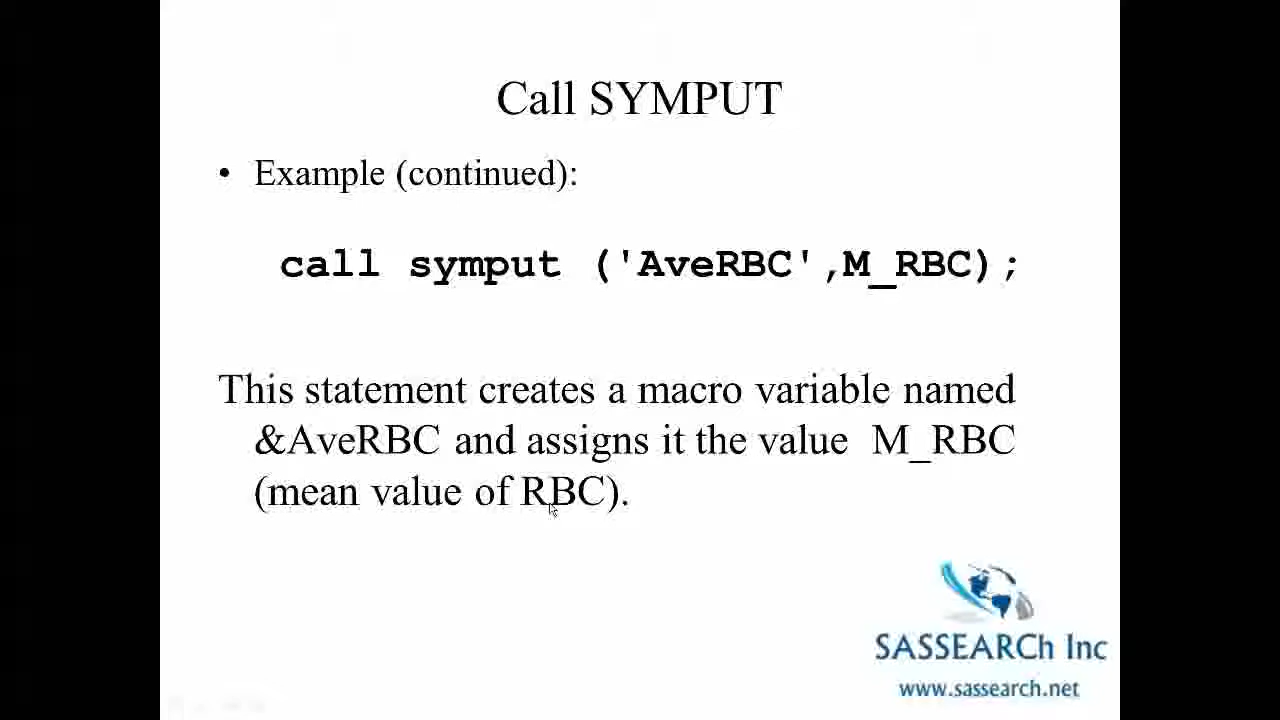 Call SYMPUT
• Example (continued):
call symput ('AveRBC',M_RBC);
This statement creates a macro variable named
&AveRBC and assigns it the value M_RBC
(mean value of RBC).
SASSEARCh Inc
www.sassearch.net